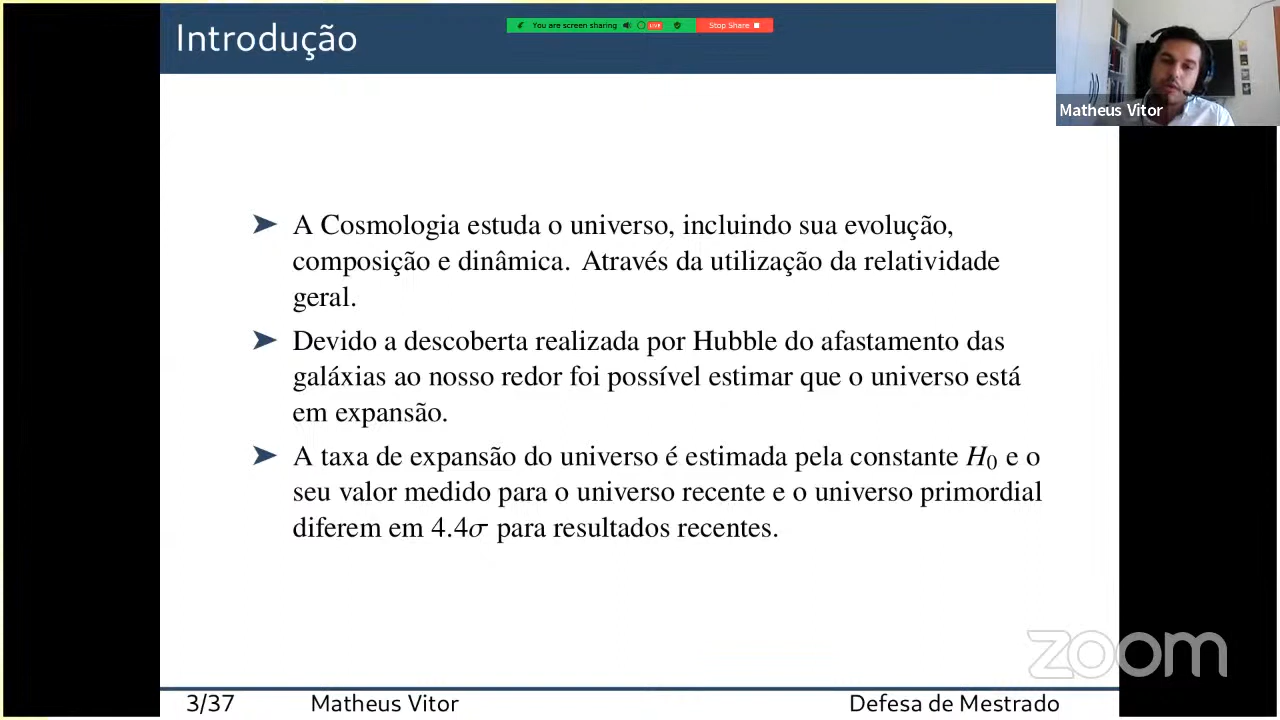 Introdução
You are screen sharing
LIVE
Stop Share
Matheus Vitor
➤ A Cosmologia estuda o universo, incluindo sua evolução,
composição e dinâmica. Através da utilização da relatividade
geral.
➤ Devido a descoberta realizada por Hubble do afastamento das
galáxias ao nosso redor foi possível estimar que o universo está
em expansão.
➤ A taxa de expansão do universo é estimada pela constante H₀ e o
seu valor medido para o universo recente e o universo primordial
diferem em 4.4σ para resultados recentes.
zoom
3/37 Matheus Vitor Defesa de Mestrado